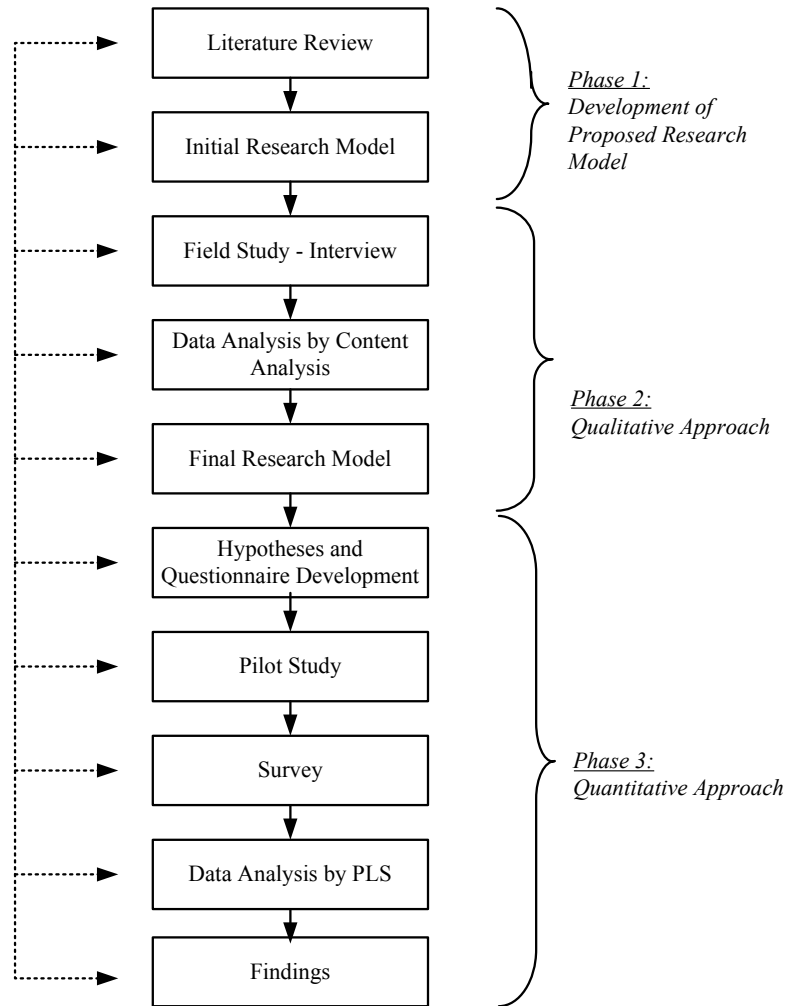 Literature Review
Initial Research Model
Phase 1:
Development of
Proposed Research
Model
Field Study - Interview
Data Analysis by Content
Analysis
Final Research Model
Phase 2:
Qualitative Approach
Hypotheses and
Questionnaire Development
Pilot Study
Survey
Data Analysis by PLS
Findings
Phase 3:
Quantitative Approach